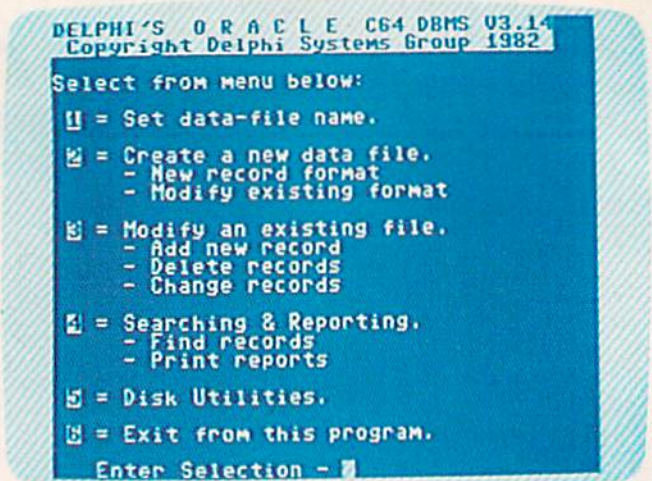 DELPHI'S O R A C L E C64 DBMS V3.14
Copyright Delphi Systems Group 1982
Select from menu below:
1 = Set data-file name.
2 = Create a new data file.
- New record format
- Modify existing format
3 = Modify an existing file.
- Add new record
- Delete records
- Change records
4 = Searching & Reporting.
- Find records
- Print reports
5 = Disk Utilities.
6 = Exit from this program.
Enter Selection -